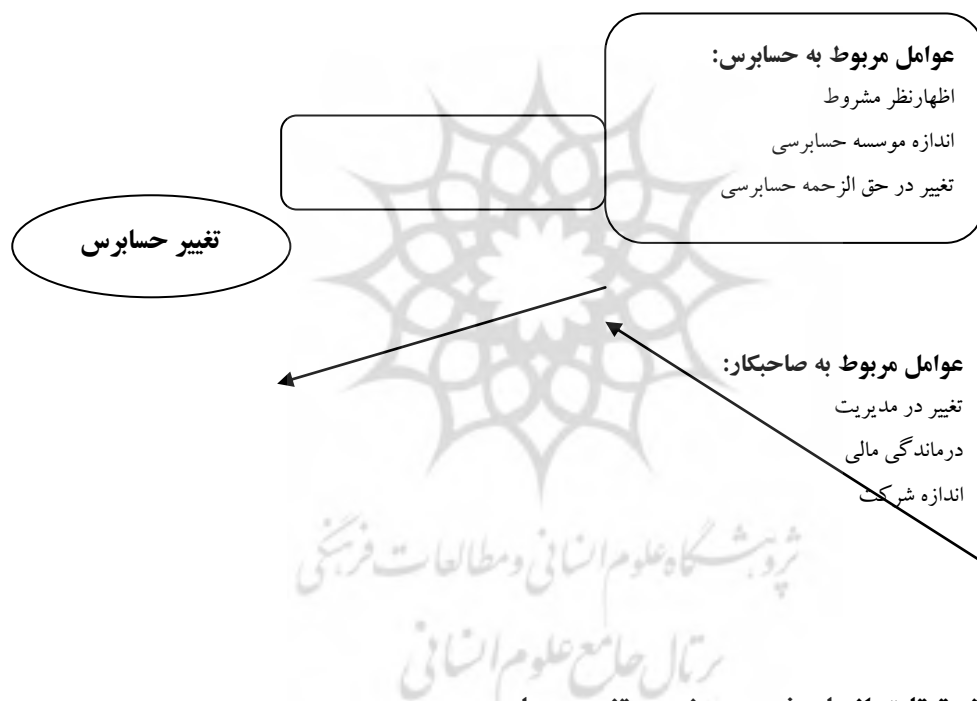 عوامل مربوط به حسابرس:
اظهارنظر مشروط
اندازه موسسه حسابرسی
تغییر در حق الزحمه حسابرسی
تغییر حسابرس
عوامل مربوط به صاحبکار:
تغییر در مدیریت
درماندگی مالی
اندازه شرکت
پژوهشگاه علوم انسانی و مطالعات فرهنگی
پرتال جامع علوم انسانی